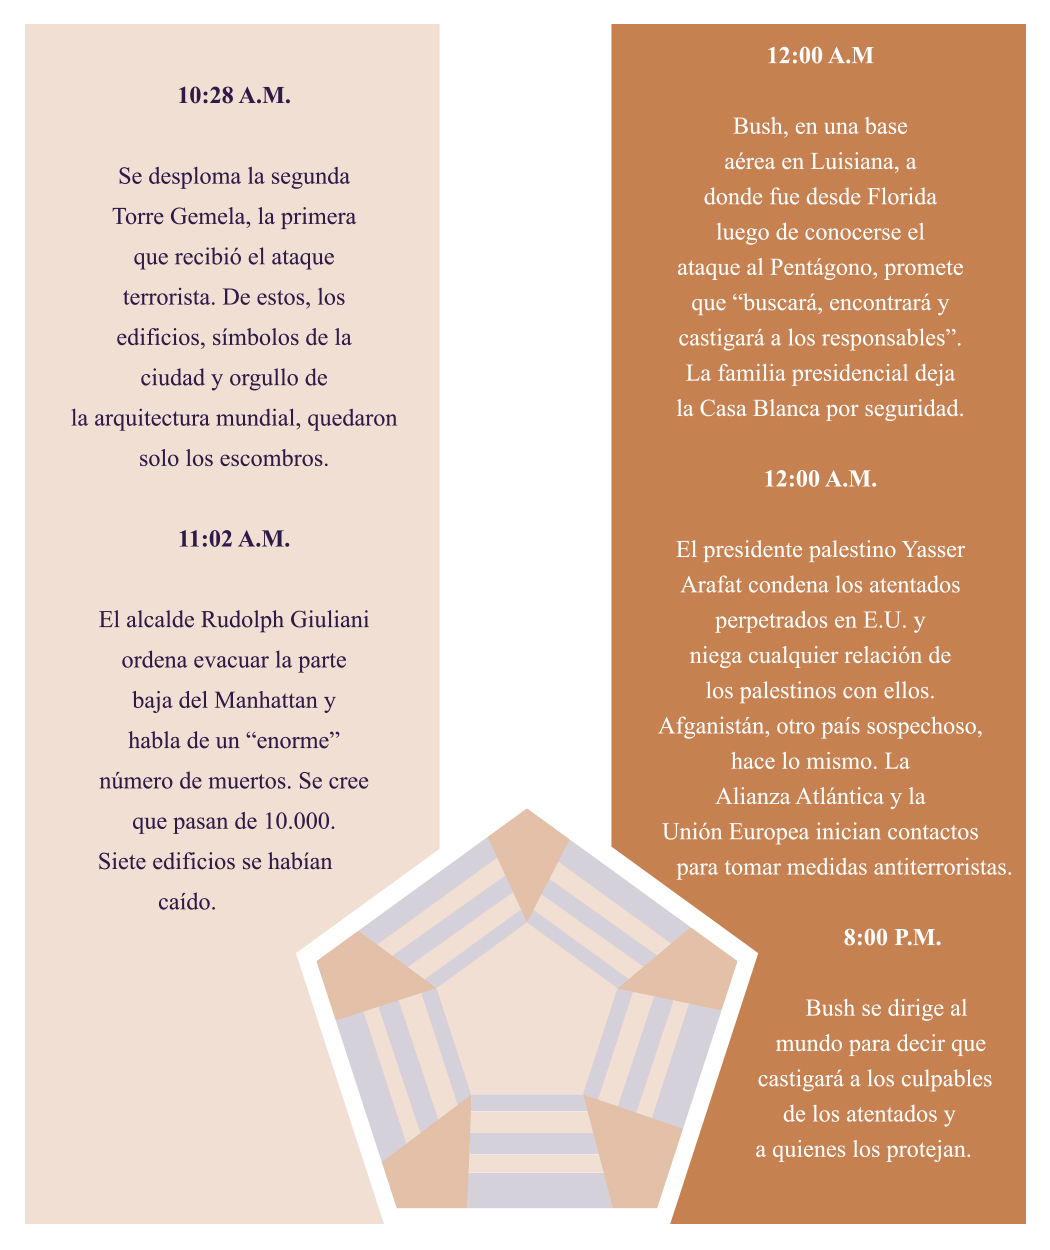 10:28 A.M.
Se desploma la segunda
Torre Gemela, la primera
que recibió el ataque
terrorista. De estos, los
edificios, símbolos de la
ciudad y orgullo de
la arquitectura mundial, quedaron
solo los escombros.
11:02 A.M.
El alcalde Rudolph Giuliani
ordena evacuar la parte
baja del Manhattan y
habla de un “enorme”
número de muertos. Se cree
que pasan de 10.000.
Siete edificios se habían
caído.
12:00 A.M
Bush, en una base
aérea en Luisiana, a
donde fue desde Florida
luego de conocerse el
ataque al Pentágono, promete
que “buscará, encontrará y
castigará a los responsables”.
La familia presidencial deja
la Casa Blanca por seguridad.
12:00 A.M.
El presidente palestino Yasser
Arafat condena los atentados
perpetrados en E.U. y
niega cualquier relación de
los palestinos con ellos.
Afganistán, otro país sospechoso,
hace lo mismo. La
Alianza Atlántica y la
Unión Europea inician contactos
para tomar medidas antiterroristas.
8:00 P.M.
Bush se dirige al
mundo para decir que
castigará a los culpables
de los atentados y
a quienes los protejan.